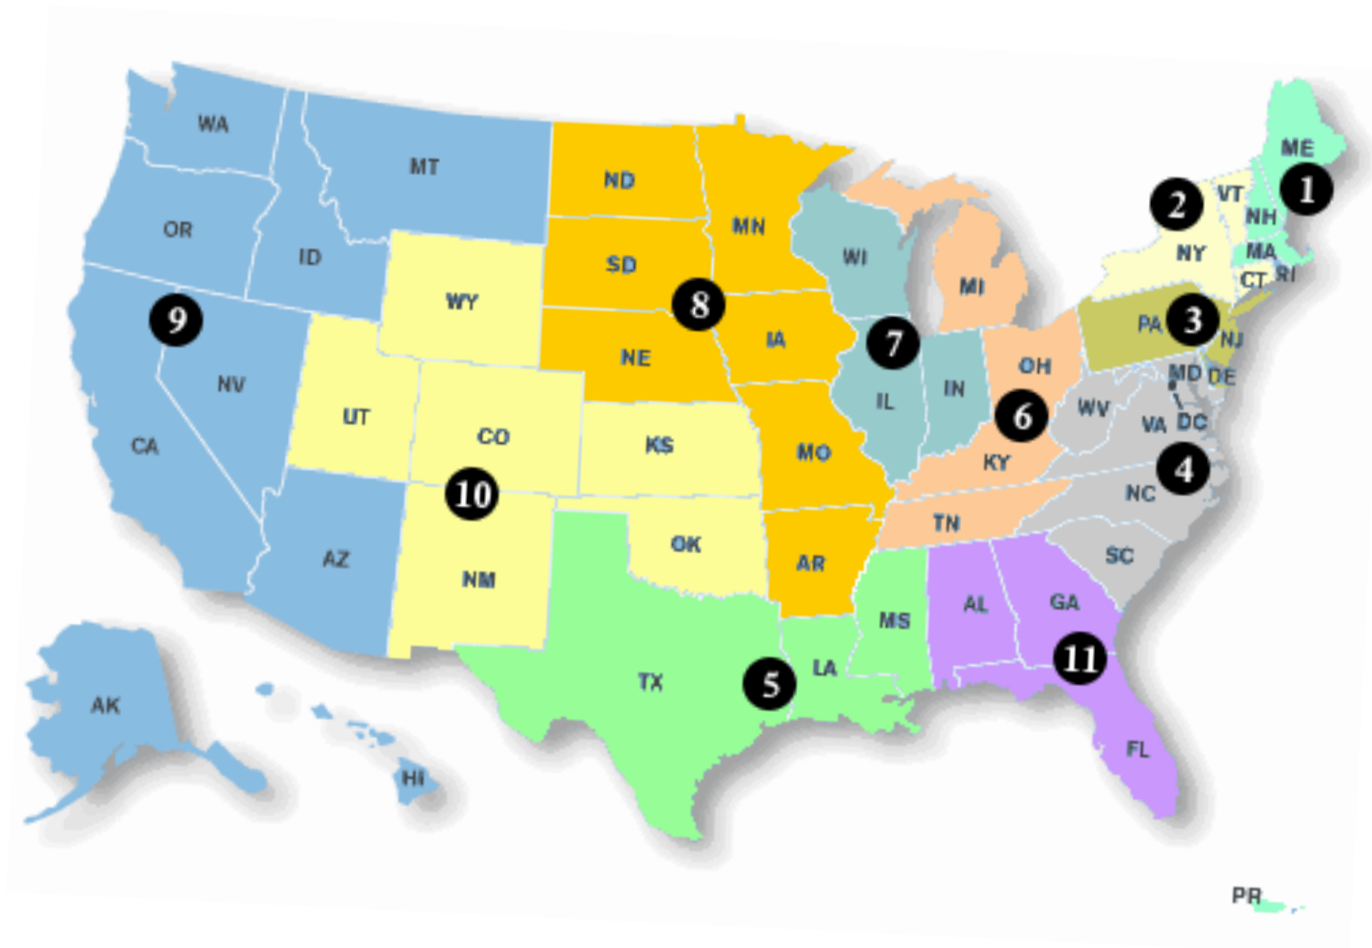 WA
MT
ND
MN
ME
1
2
VT
NH
OR
ID
SD
WI
MI
NY
MA
CT
RI
9
WY
8
IA
7
PA
3
NJ
NV
NE
OH
MD
DE
UT
CO
KS
IL
IN
6
WV
VA
DC
CA
MO
KY
4
10
NC
AZ
NM
OK
AR
TN
SC
MS
AL
GA
11
AK
TX
5
LA
HI
FL
PR